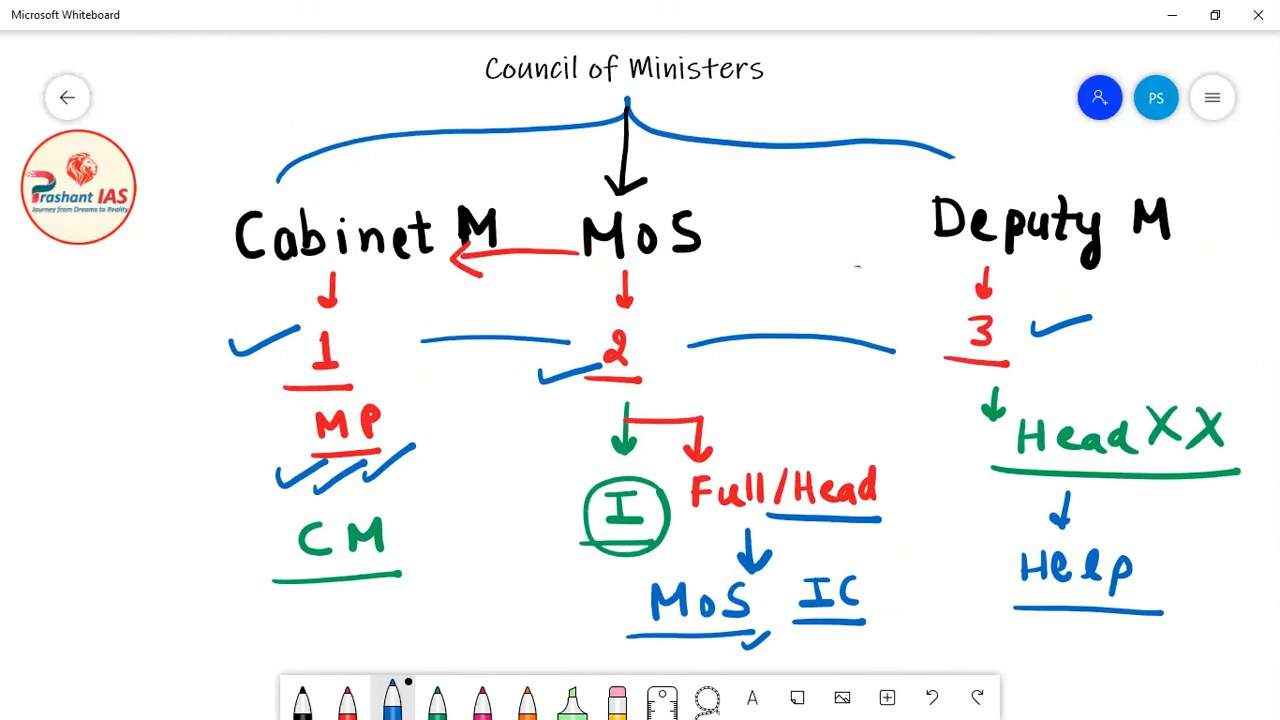 Microsoft Whiteboard
Council of Ministers
PS
Prashant IAS
Journey from Dreams to Reality
Cabinet M MoS Deputy M
1 2 3
MP
Head X X
I Full/Head
CM
MoS IC
Help
A